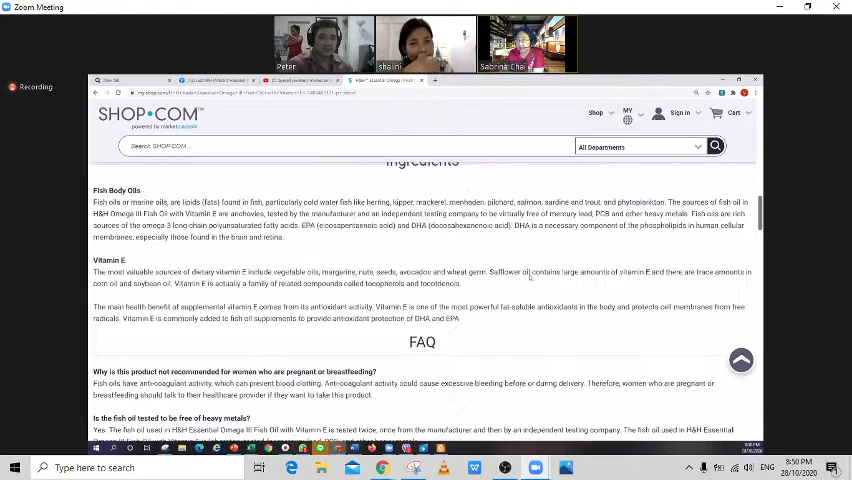 Zoom Meeting
Peter
shalini
Sabrina Chai
Recording
New Tab
SHOP•COM™
powered by market
Shop
MY
Sign In
Cart
Search SHOP.COM...
All Departments
Ingredients
Fish Body Oils
Fish oils or marine oils, are lipids (fats) found in fish, particularly cold water fish like herring, kipper, mackerel, menhaden, pilchard, salmon, sardine and trout, and phytoplankton. The sources of fish oil in
H&H Omega III Fish Oil with Vitamin E are anchovies, tested by the manufacturer and an independant testing company to be virtually free of mercury lead, PCB and other heavy metals. Fish oils are rich
sources of the omega-3 long-chain polyunsaturated fatty acids. EPA (eicosapentaenoic acid) and DHA (docosahexanenoic acid). DHA is a necessary component of the phospholipids in human cellular
membranes, especially those found in the brain and retina.
Vitamin E
The most valuable sources of dietary vitamin E include vegetable oils, margarine, nuts, seeds, avocados and wheat germ. Safflower oil contains large amounts of vitamin E and there are trace amounts in
corn oil and soybean oil. Vitamin E is actually a family of related compounds called tocopherols and tocotrienols.
The main health benefit of supplemental vitamin E comes from its antioxidant activity. Vitamin E is one of the most powerful fat-soluble antioxidants in the body and protects cell membranes from free
radicals. Vitamin E is commonly added to fish oil supplements to provide antioxidant protection of DHA and EPA
FAQ
Why is this product not recommended for women who are pregnant or breastfeeding?
Fish oils have anti-coagulant activity, which can prevent blood clotting. Anti-coagulant activity could cause excessive bleeding before or during delivery. Therefore, women who are pregnant or
breastfeeding should talk to their healthcare provider if they want to take this product.
Is the fish oil tested to be free of heavy metals?
Yes. The fish oil used in H&H Essential Omega III Fish Oil with Vitamin E is tested twice, once from the manufacturer and then by an independent testing company. The fish oil used in H&H Essential
Type here to search
ENG
8:50 PM
28/10/2020